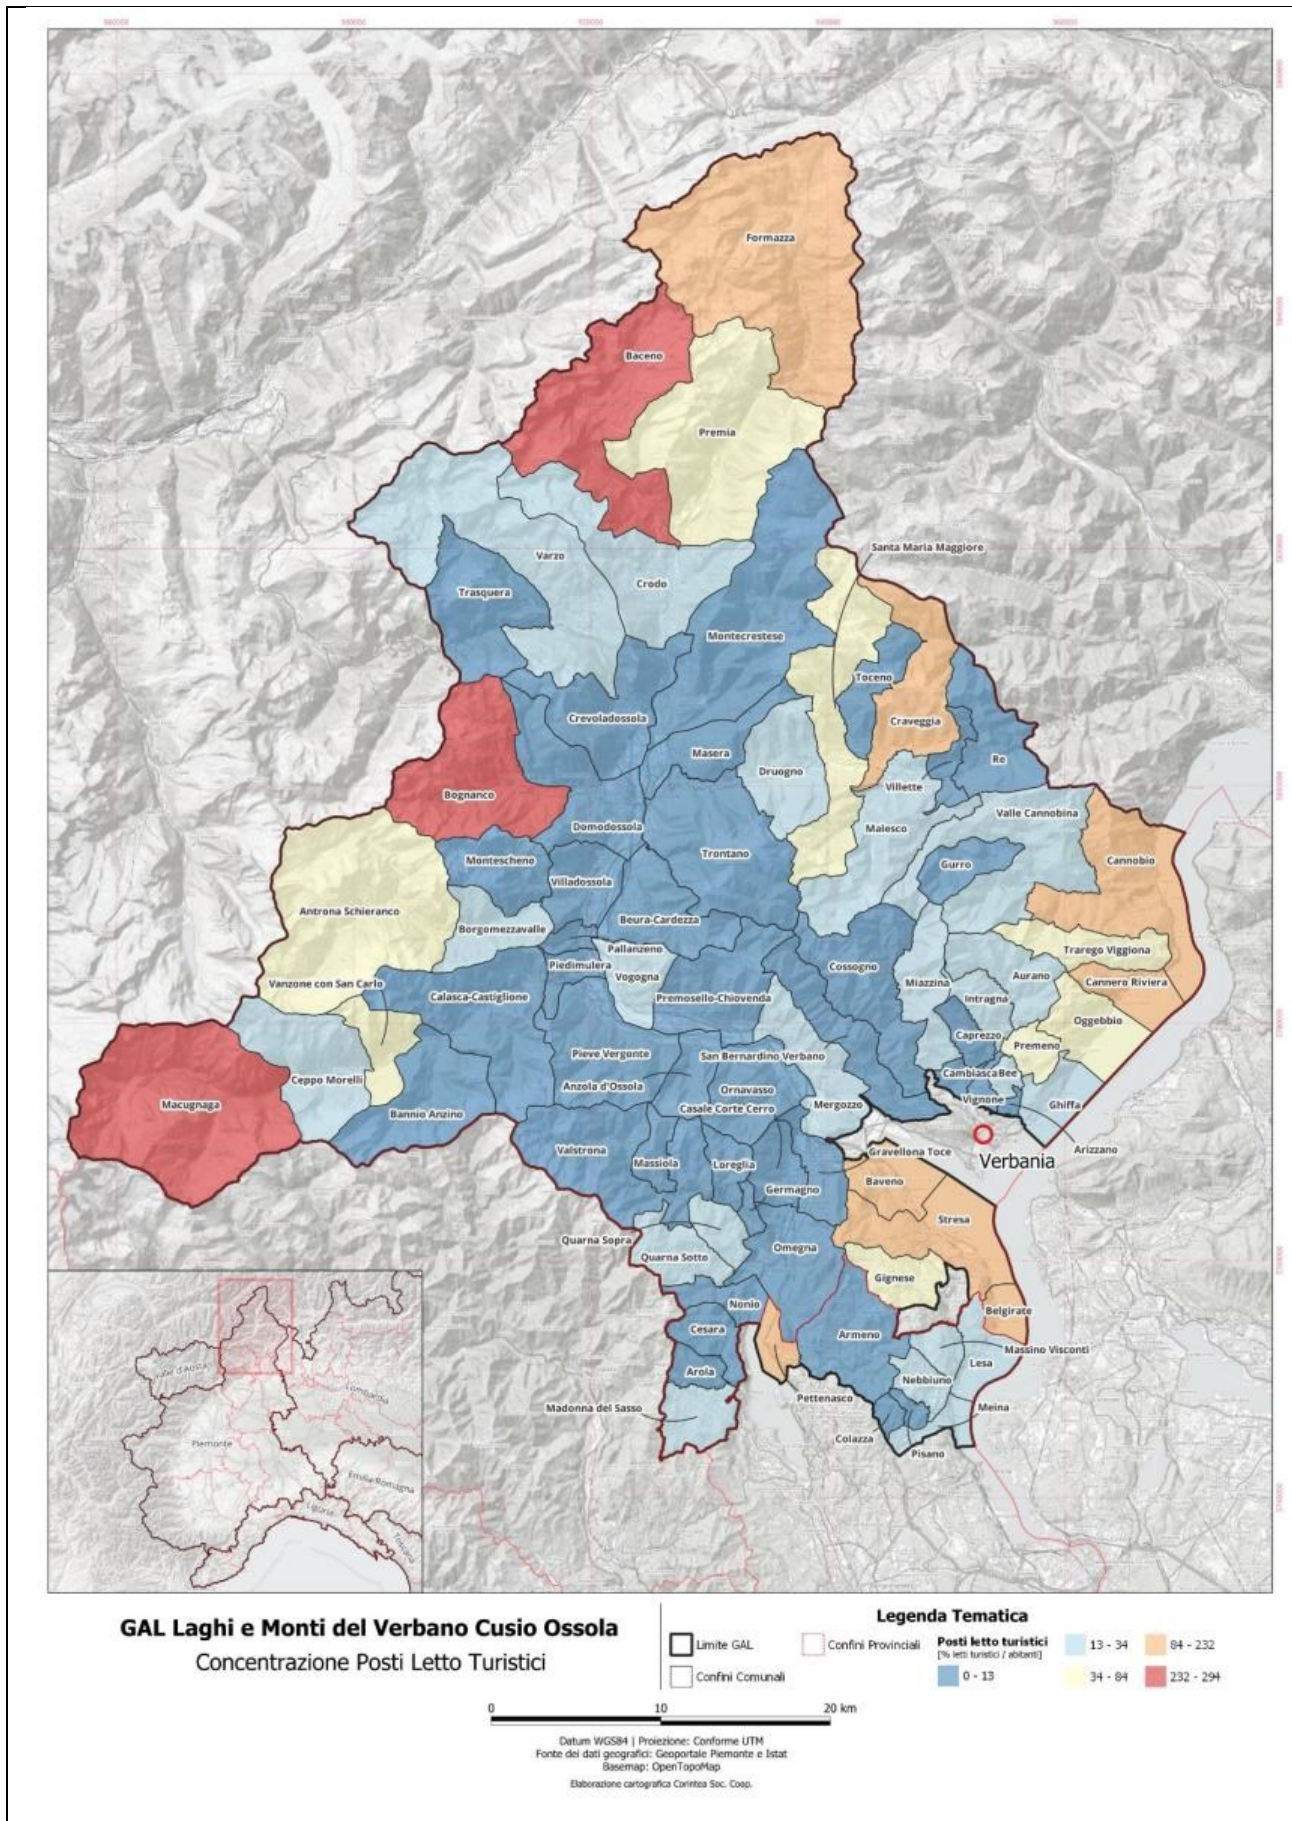 Formazza
Baceno
Premia
Santa Maria Maggiore
Varzo
Crodo
Trasquera
Montecrestese
Toceno
Crevoladossola
Craveggia
Masera
Re
Druogno
Villette
Bognanco
Valle Cannobina
Domodossola
Malesco
Trontano
Cannobio
Montescheno
Gurro
Villadossola
Antrona Schieranco
Beura-Cardezza
Borgomezzavalle
Pallanzeno
Trarego Viggiona
Piedimulera
Cossogno
Vogogna
Aurano
Vanzone con San Carlo
Miazzina
Cannero Riviera
Calasca-Castiglione
Premosello-Chiovenda
Intragna
Oggebbio
Caprezzo
Premeno
Pieve Vergonte
San Bernardino Verbano
Ceppo Morelli
Anzola d'Ossola
Ornavasso
Cambiasca
Bee
Macugnaga
Bannio Anzino
Casale Corte Cerro
Mergozzo
Vignone
Ghiffa
Valstrona
Massiola
Loreglia
Gravellona Toce
Arizzano
Verbania
Germagno
Baveno
Stresa
Quarna Sopra
Omegna
Quarna Sotto
Gignese
Nonio
Belgirate
Cesara
Armeno
Massino Visconti
Arola
Lesa
Nebbiuno
Madonna del Sasso
Pettenasco
Meina
Colazza
Pisano
Valle d'Aosta
Lombardia
Piemonte
Emilia-Romagna
Liguria
Toscana
GAL Laghi e Monti del Verbano Cusio Ossola
Concentrazione Posti Letto Turistici
Legenda Tematica
Limite GAL
Confini Provinciali
Confini Comunali
Posti letto turistici
[% letti turistici / abitanti]
0 - 13
13 - 34
34 - 84
84 - 232
232 - 294
0 10 20 km
Datum WGS84 | Proiezione: Conforme UTM
Fonte dei dati geografici: Geoportale Piemonte e Istat
Basemap: OpenTopoMap
Elaborazione cartografica Corintea Soc. Coop.